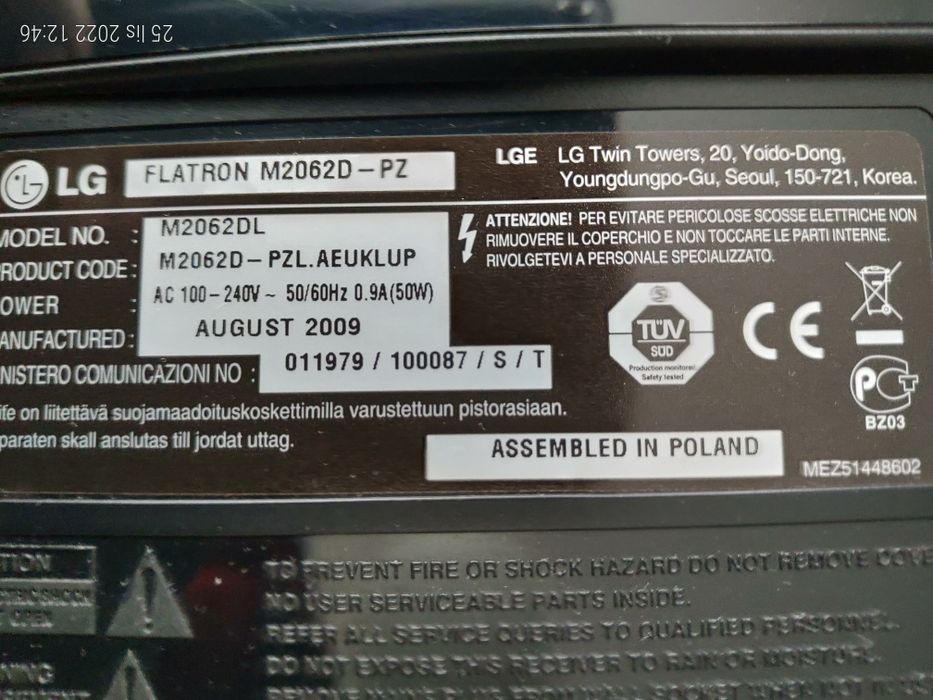 25 lis 2022 12:46
LG
FLATRON M2062D-PZ
LGE LG Twin Towers, 20, Yoido-Dong,
Youngdungpo-Gu, Seoul, 150-721, Korea.
MODEL NO. : M2062DL
PRODUCT CODE : M2062D-PZL.AEUKLUP
POWER : AC 100-240V ~ 50/60Hz 0.9A(50W)
MANUFACTURED : AUGUST 2009
MINISTERO COMUNICAZIONI NO : 011979 / 100087 / S / T
ATTENZIONE! PER EVITARE PERICOLOSE SCOSSE ELETTRICHE NON
RIMUOVERE IL COPERCHIO E NON TOCCARE LE PARTI INTERNE.
RIVOLGETEVI A PERSONALE SPECIALIZZATO.
TÜV
SÜD
Production monitored
Safety tested
CE
PCT
BZ03
on liitettävä suojamaadoituskoskettimilla varustettuun pistorasiaan.
skall anslutas till jordat uttag.
ASSEMBLED IN POLAND
MEZ51448602
TO PREVENT FIRE OR SHOCK HAZARD DO NOT REMOVE COVE
NO USER SERVICEABLE PARTS INSIDE.
REFER ALL SERVICE QUERIES TO QUALIFIED PERSONNEL.
DO NOT EXPOSE THIS RECEIVER TO RAIN OR MOISTURE.